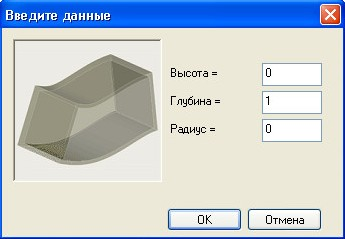 Введите данные
Высота = 0
Глубина = 1
Радиус = 0
OK Отмена